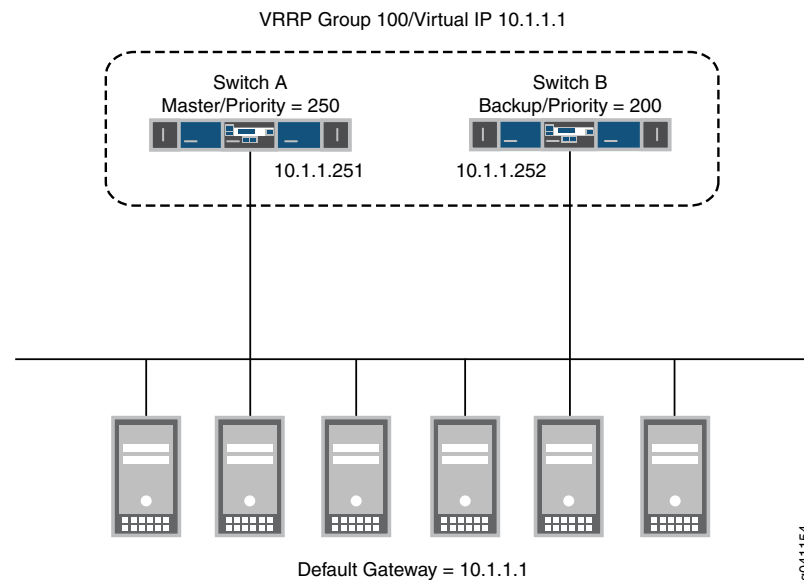 VRRP Group 100/Virtual IP 10.1.1.1
Switch A
Master/Priority = 250
Switch B
Backup/Priority = 200
10.1.1.251
10.1.1.252
Default Gateway = 10.1.1.1
g041154